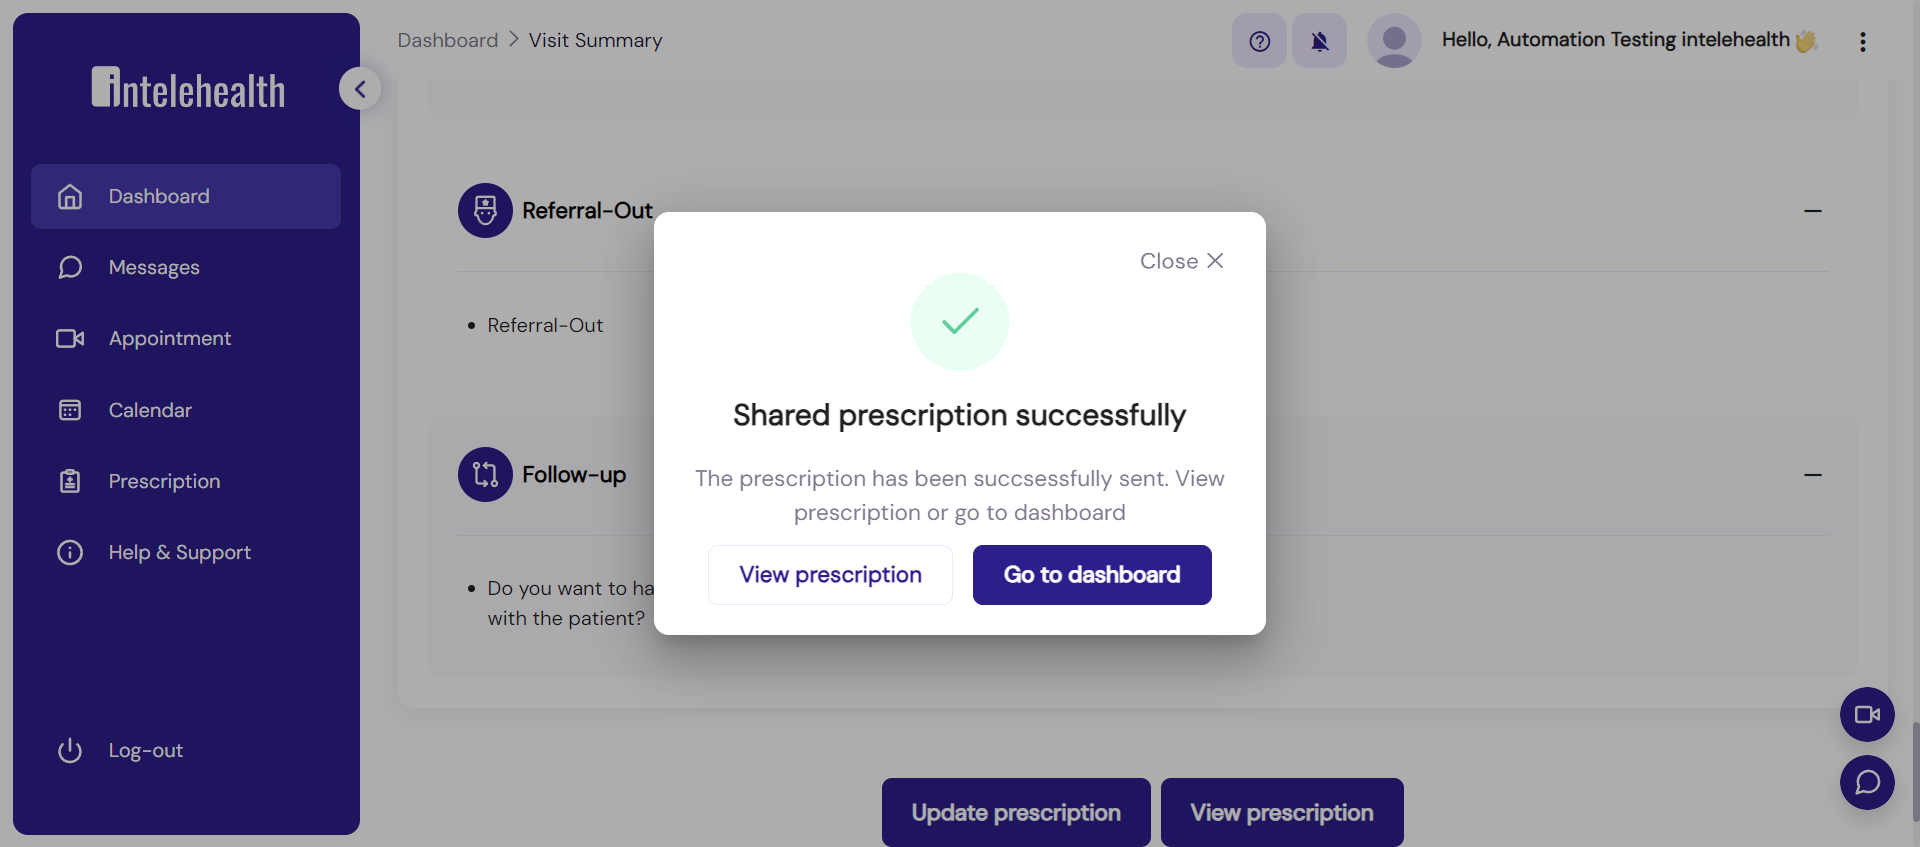 intelehealth
Dashboard
Messages
Appointment
Calendar
Prescription
Help & Support
Log-out
Dashboard > Visit Summary
Hello, Automation Testing intelehealth 👋
Referral-Out
• Referral-Out
Follow-up
• Do you want to ha
with the patient?
Close ×
Shared prescription successfully
The prescription has been succsessfully sent. View
prescription or go to dashboard
View prescription
Go to dashboard
Update prescription
View prescription